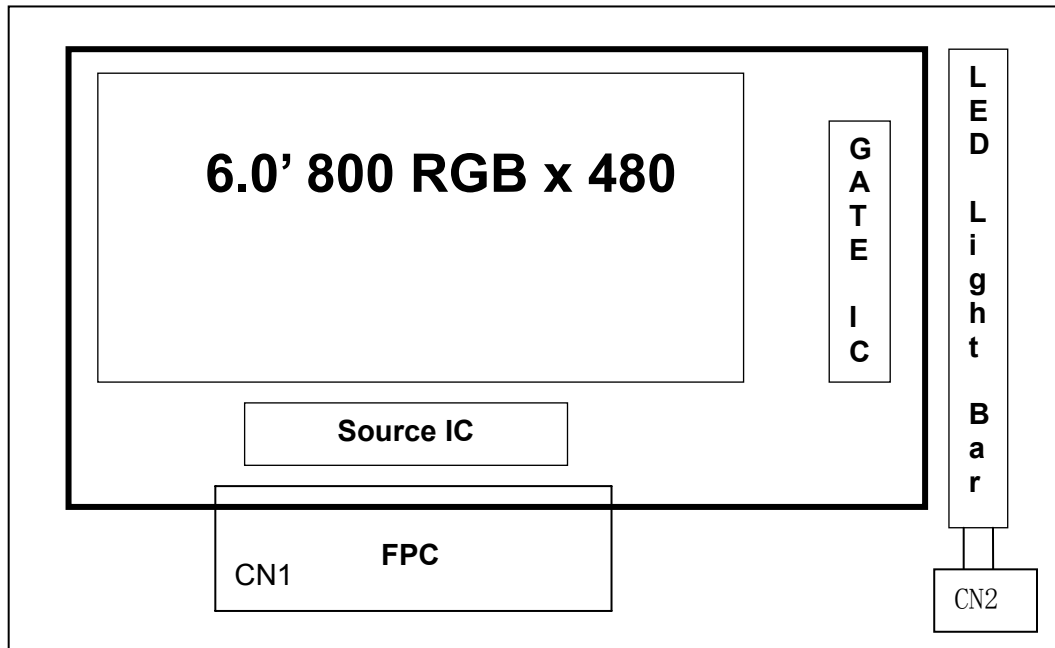 6.0’ 800 RGB x 480
GATE IC
LED Light Bar
Source IC
FPC
CN1
CN2